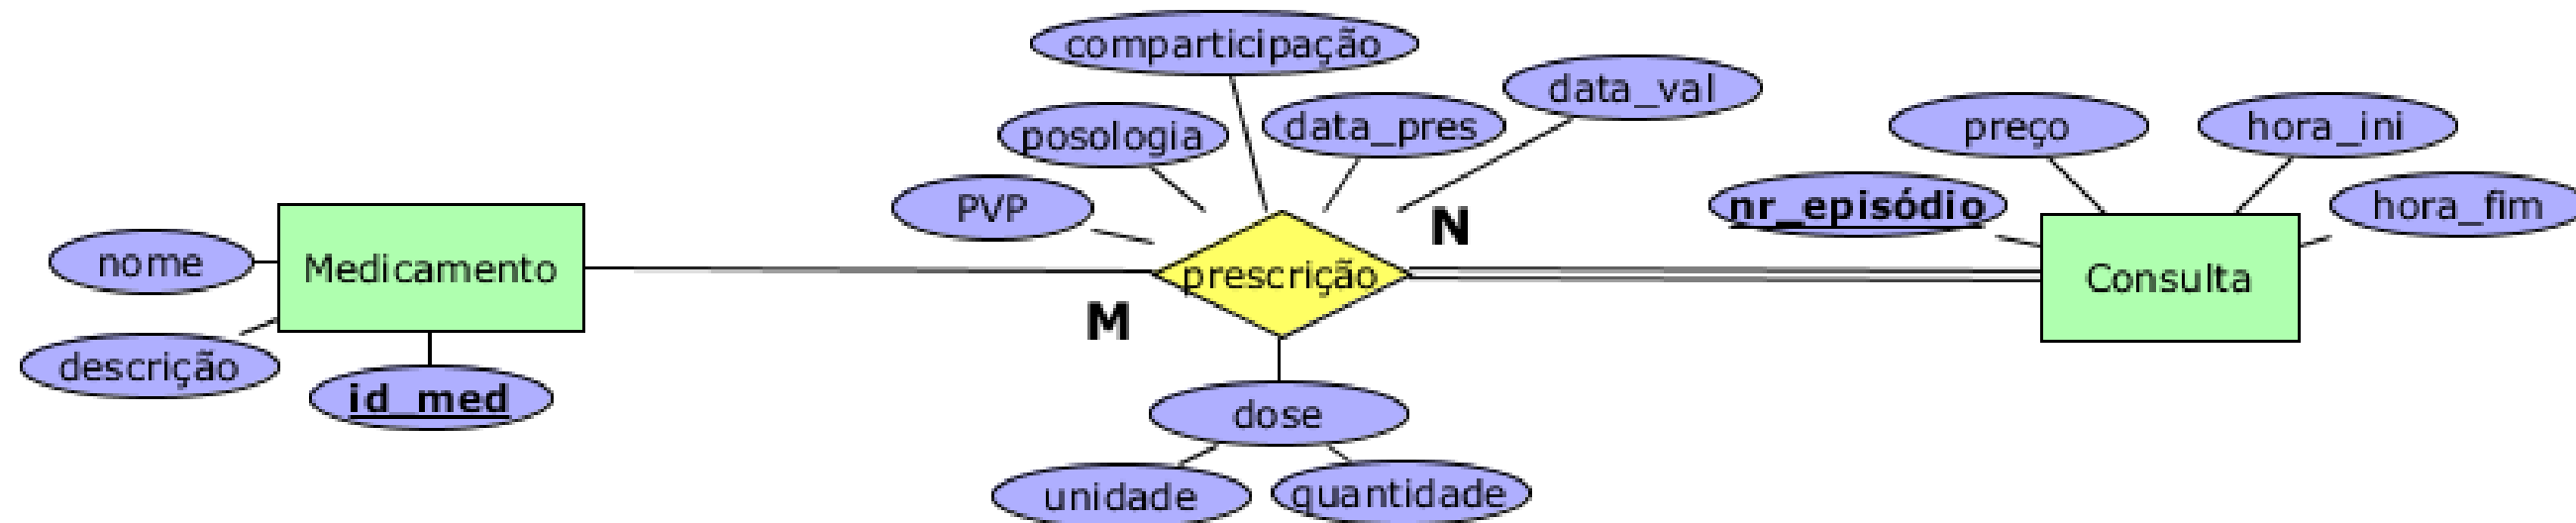 comparticipação
data_val
posologia
data_pres
preço
hora_ini
PVP
N
nr_episódio
hora_fim
nome
Medicamento
prescrição
Consulta
M
descrição
id_med
dose
unidade
quantidade